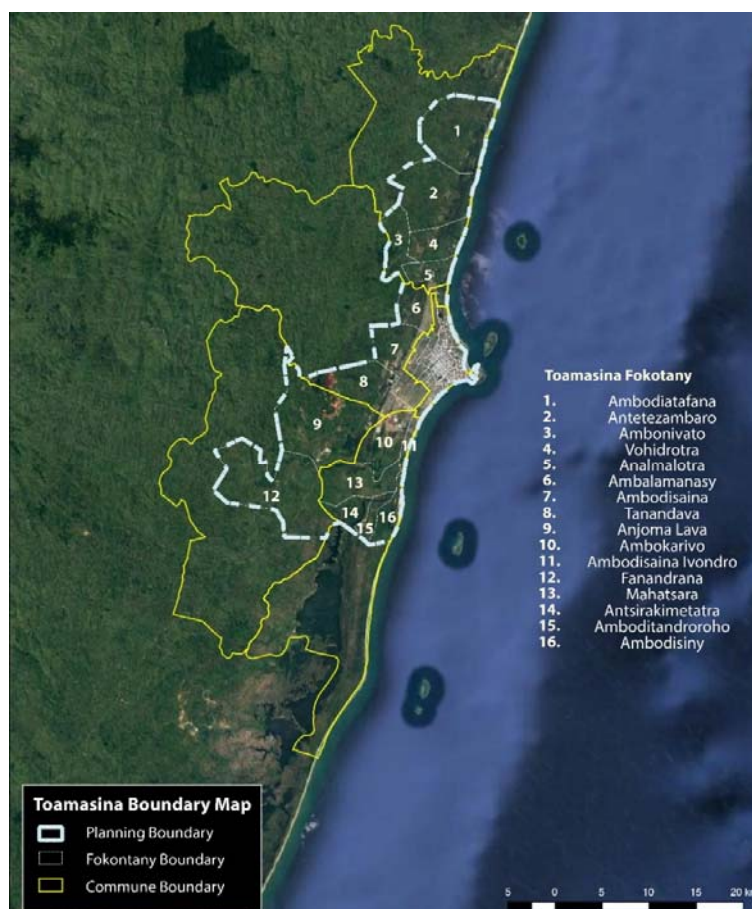 1
2
3
4
5
6
7
8
9
10
11
12
13
14
15
16
Toamasina Fokotany
1. Ambodiatafana
2. Antetezambaro
3. Ambonivato
4. Vohidrotra
5. Analmalotra
6. Ambalamanasy
7. Ambodisaina
8. Tanandava
9. Anjoma Lava
10. Ambokarivo
11. Ambodisaina Ivondro
12. Fanandrana
13. Mahatsara
14. Antsirakimetatra
15. Amboditandroroho
16. Ambodisiny
Toamasina Boundary Map
Planning Boundary
Fokontany Boundary
Commune Boundary
5 0 5 10 15 20 km